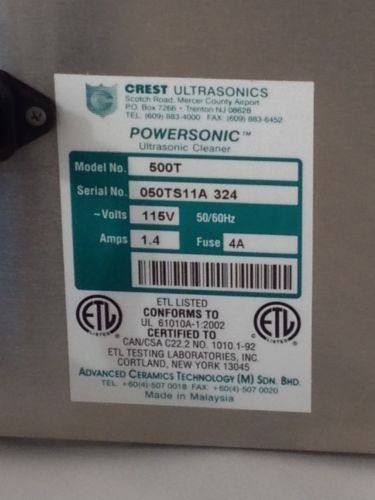 CREST ULTRASONICS
Scotch Road, Mercer County Airport
P.O. Box 7266 • Trenton NJ 08628
TEL: (609) 883-4000 FAX: (609) 883-6452
POWERSONIC™
Ultrasonic Cleaner
Model No. 500T
Serial No. 050TS11A 324
~Volts 115V 50/60Hz
Amps 1.4 Fuse 4A
ETL LISTED
CONFORMS TO
UL 61010A-1:2002
CERTIFIED TO
CAN/CSA C22.2 NO. 1010.1-92
ETL TESTING LABORATORIES, INC.
CORTLAND, NEW YORK 13045
ETL LISTED
ETL LISTED
ADVANCED CERAMICS TECHNOLOGY (M) SDN. BHD.
TEL: +60(4)-507 0018 FAX: +60(4)-507 0020
Made in Malaysia